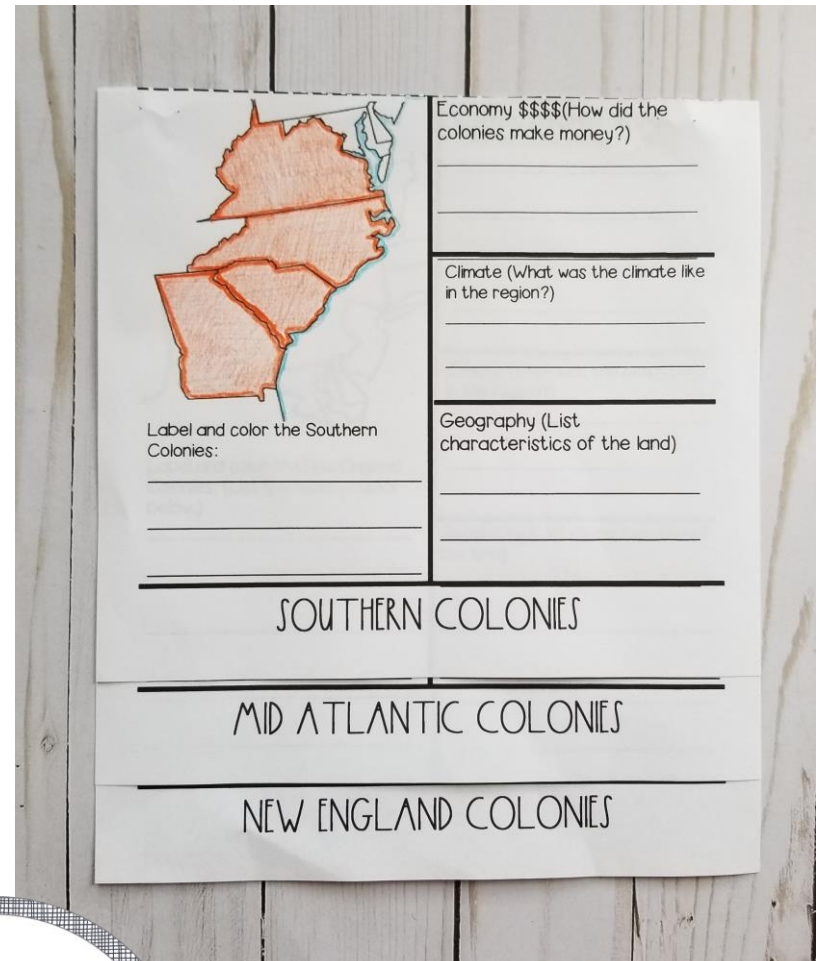 Economy $$$$(How did the
colonies make money?)
Climate (What was the climate like
in the region?)
Geography (List
characteristics of the land)
Label and color the Southern
Colonies:
SOUTHERN COLONIES
MID ATLANTIC COLONIES
NEW ENGLAND COLONIES